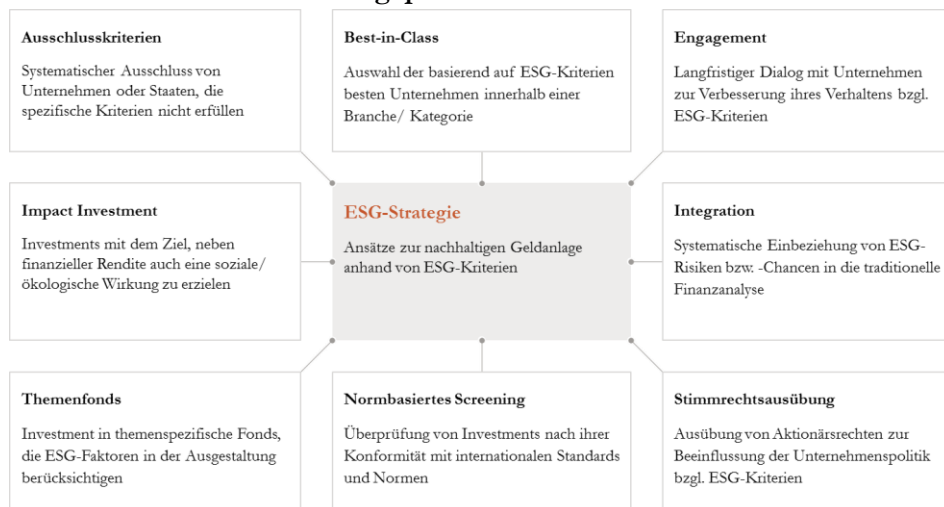 Ausschlusskriterien
Systematischer Ausschluss von
Unternehmen oder Staaten, die
spezifische Kriterien nicht erfüllen
Best-in-Class
Auswahl der basierend auf ESG-Kriterien
besten Unternehmen innerhalb einer
Branche/ Kategorie
Engagement
Langfristiger Dialog mit Unternehmen
zur Verbesserung ihres Verhaltens bzgl.
ESG-Kriterien
Impact Investment
Investments mit dem Ziel, neben
finanzieller Rendite auch eine soziale/
ökologische Wirkung zu erzielen
ESG-Strategie
Ansätze zur nachhaltigen Geldanlage
anhand von ESG-Kriterien
Integration
Systematische Einbeziehung von ESG-
Risiken bzw. -Chancen in die traditionelle
Finanzanalyse
Themenfonds
Investment in themenspezifische Fonds,
die ESG-Faktoren in der Ausgestaltung
berücksichtigen
Normbasiertes Screening
Überprüfung von Investments nach ihrer
Konformität mit internationalen Standards
und Normen
Stimmrechtsausübung
Ausübung von Aktionärsrechten zur
Beeinflussung der Unternehmenspolitik
bzgl. ESG-Kriterien